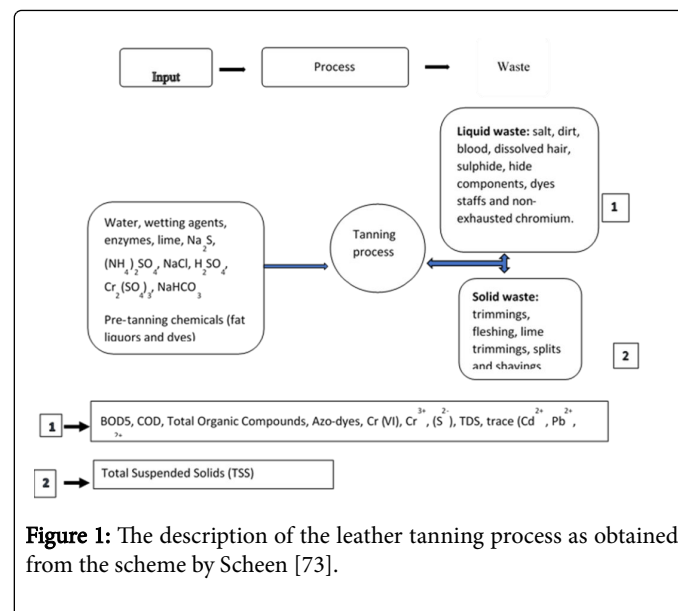 Input
Process
Waste
Liquid waste: salt, dirt,
blood, dissolved hair,
sulphide, hide
components, dyes
staffs and non-
exhausted chromium.
1
Water, wetting agents,
enzymes, lime, Na₂S,
(NH₄)₂SO₄, NaCl, H₂SO₄,
Cr₂(SO₄)₃, NaHCO₃
Pre-tanning chemicals (fat
liquors and dyes)
Tanning
process
Solid waste:
trimmings,
fleshing, lime
trimmings, splits
and shavings
2
1
BOD5, COD, Total Organic Compounds, Azo-dyes, Cr (VI), Cr³⁺, (S²⁻), TDS, trace (Cd²⁺, Pb²⁺,
2+
2
Total Suspended Solids (TSS)
Figure 1: The description of the leather tanning process as obtained
from the scheme by Scheen [73].